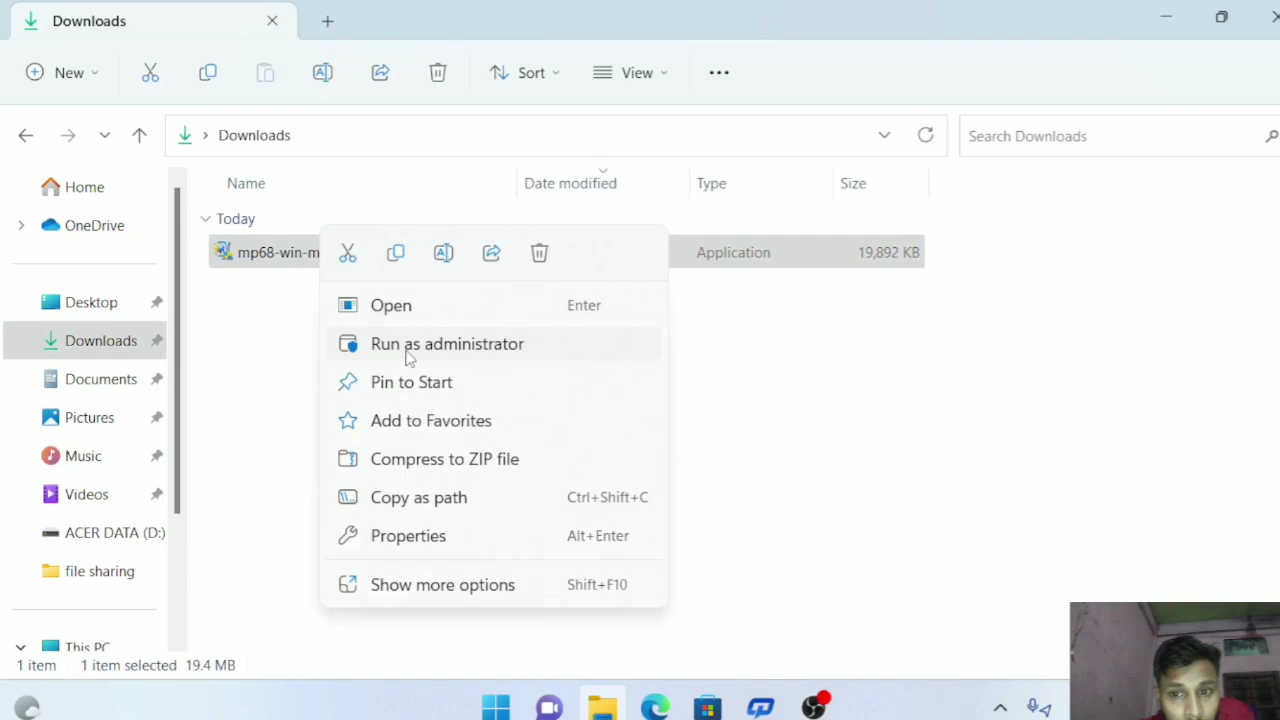 Downloads
New
Sort
View
Downloads
Search Downloads
Name
Date modified
Type
Size
Home
OneDrive
Desktop
Downloads
Documents
Pictures
Music
Videos
ACER DATA (D:)
file sharing
This PC
Today
mp68-win-m
Application
19,892 KB
Open Enter
Run as administrator
Pin to Start
Add to Favorites
Compress to ZIP file
Copy as path Ctrl+Shift+C
Properties Alt+Enter
Show more options Shift+F10
1 item 1 item selected 19.4 MB